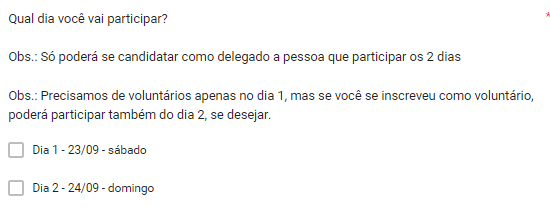 Qual dia você vai participar? *
Obs.: Só poderá se candidatar como delegado a pessoa que participar os 2 dias
Obs.: Precisamos de voluntários apenas no dia 1, mas se você se inscreveu como voluntário,
poderá participar também do dia 2, se desejar.
Dia 1 - 23/09 - sábado
Dia 2 - 24/09 - domingo